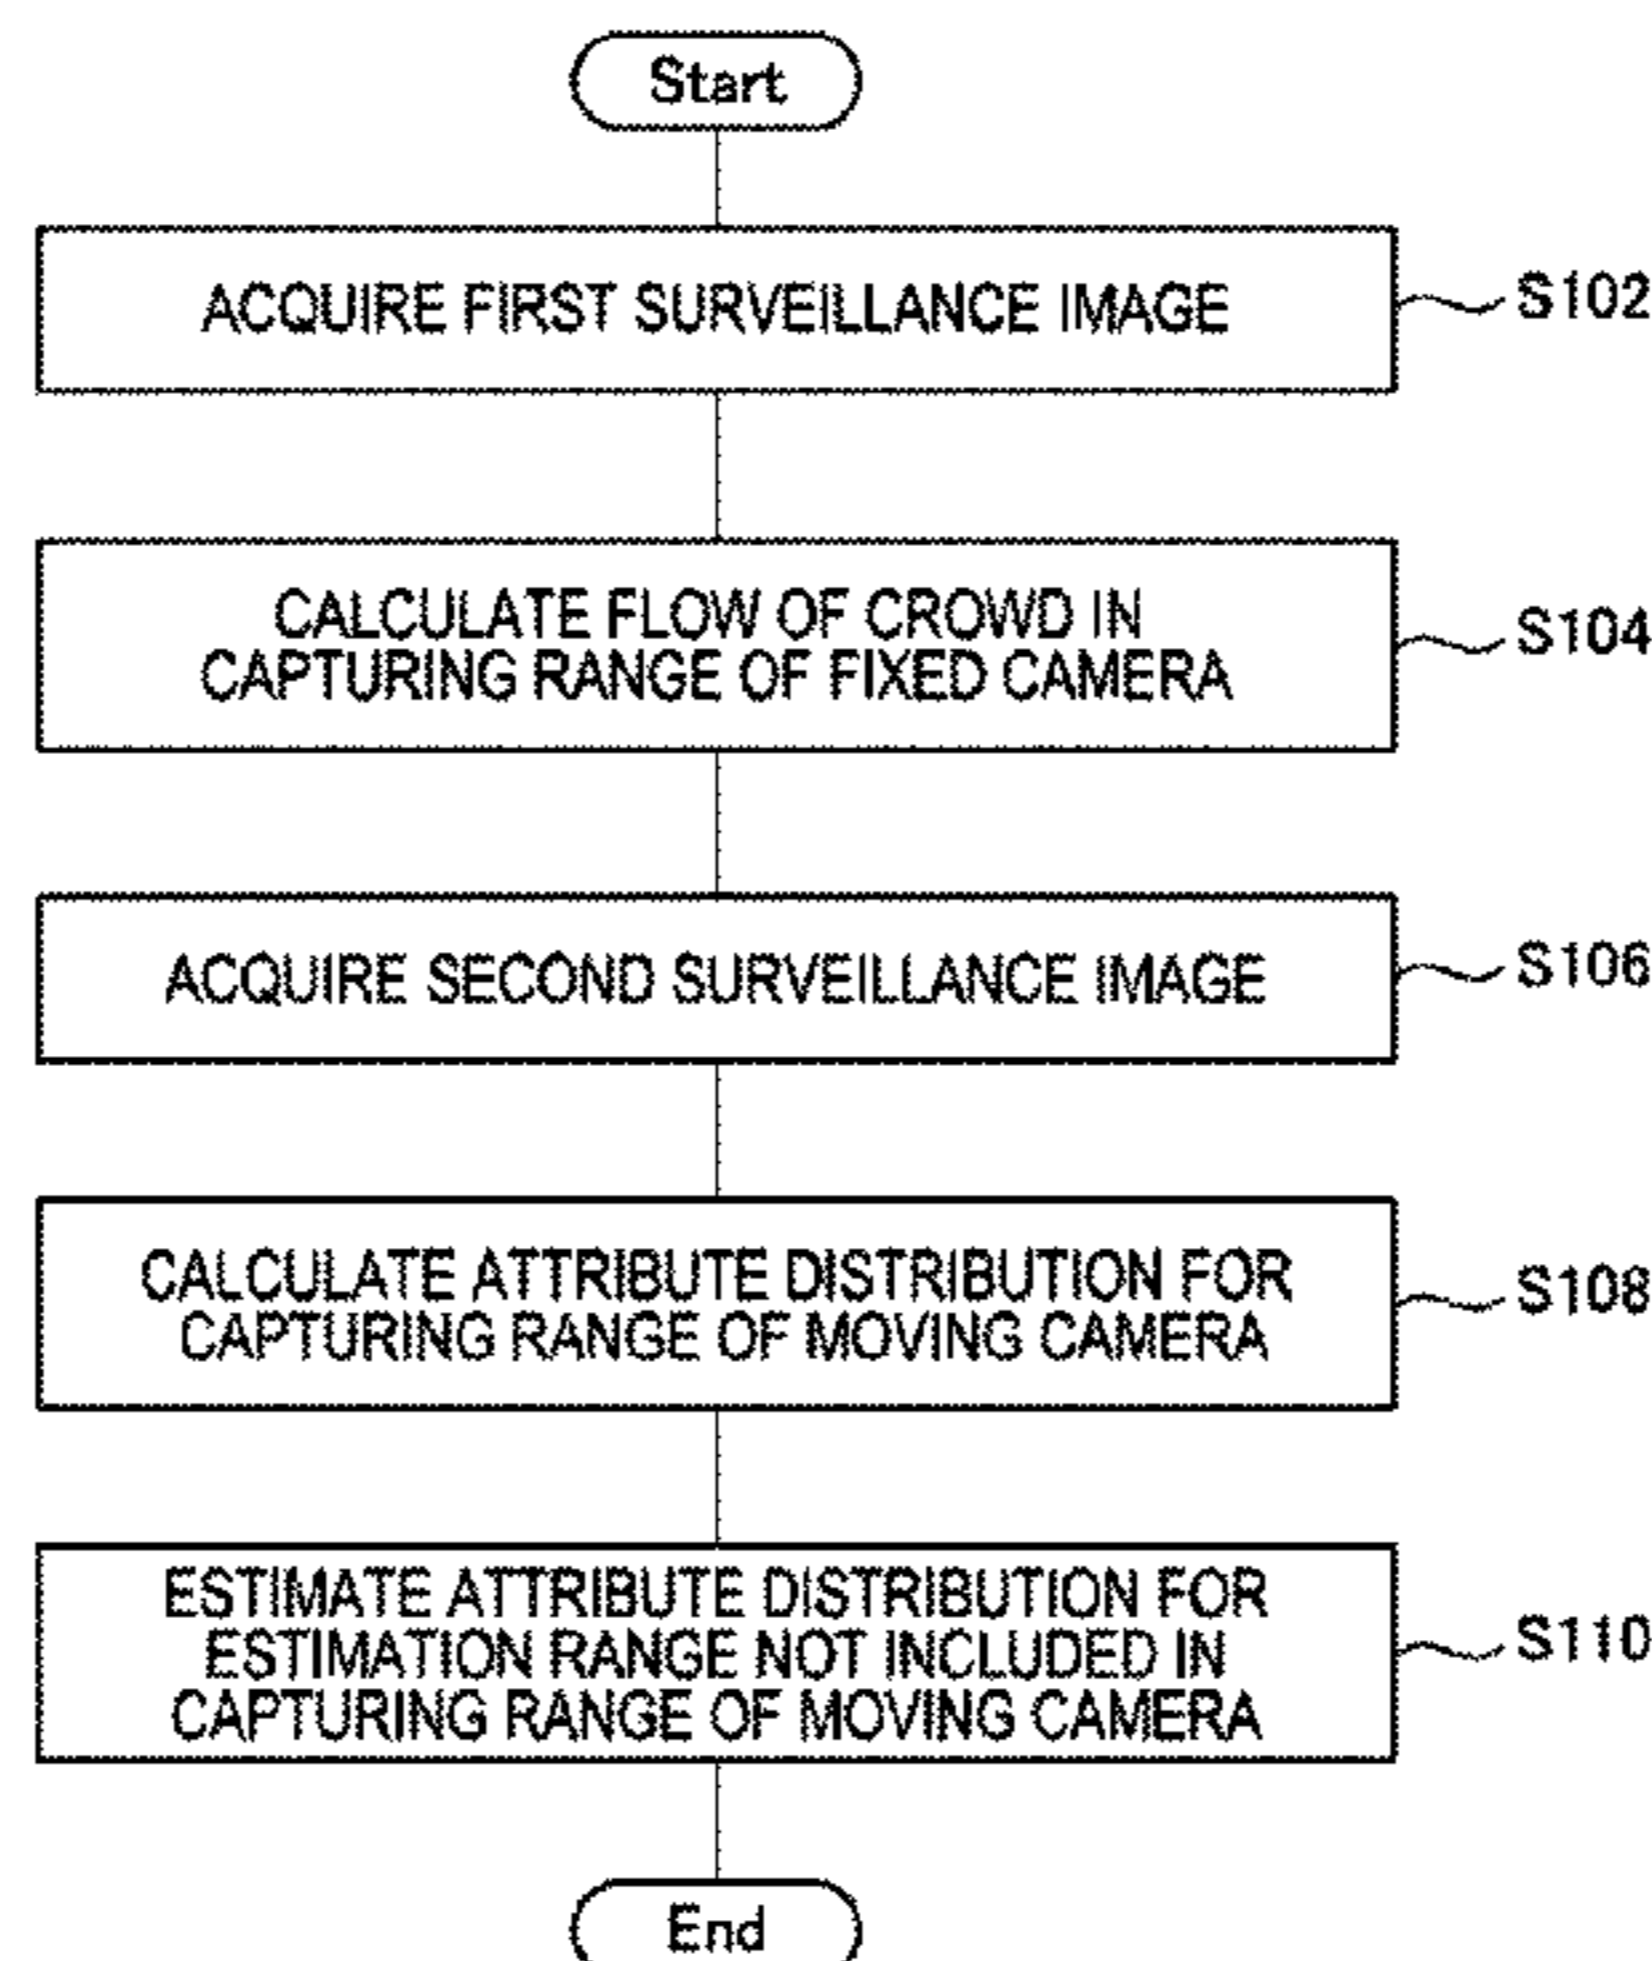 Start
ACQUIRE FIRST SURVEILLANCE IMAGE
S102
CALCULATE FLOW OF CROWD IN
CAPTURING RANGE OF FIXED CAMERA
S104
ACQUIRE SECOND SURVEILLANCE IMAGE
S106
CALCULATE ATTRIBUTE DISTRIBUTION FOR
CAPTURING RANGE OF MOVING CAMERA
S108
ESTIMATE ATTRIBUTE DISTRIBUTION FOR
ESTIMATION RANGE NOT INCLUDED IN
CAPTURING RANGE OF MOVING CAMERA
S110
End